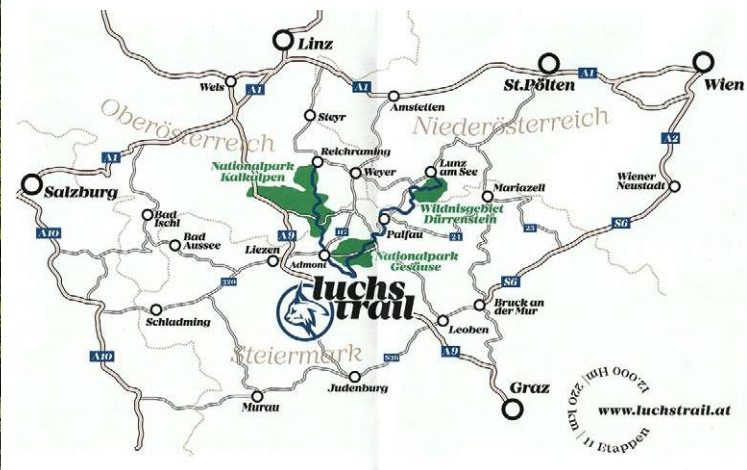 Linz
Wels
A1
Amstetten
St.Pölten
A1
Wien
Oberösterreich
Steyr
Niederösterreich
A2
A1
Reichraming
Nationalpark
Kalkalpen
Weyer
Lunz
am See
Wiener
Neustadt
Salzburg
Mariazell
Wildnisgebiet
Dürrenstein
Bad
Ischl
Palfau
A10
A9
Bad
Aussee
Liezen
Admont
Nationalpark
Gesäuse
24
23
S6
luchs
trail
S6
Schladming
Bruck an
der Mur
Leoben
Steiermark
A10
A9
Judenburg
Murau
Graz
12.000 Hm | 220 km | 11 Etappen
www.luchstrail.at